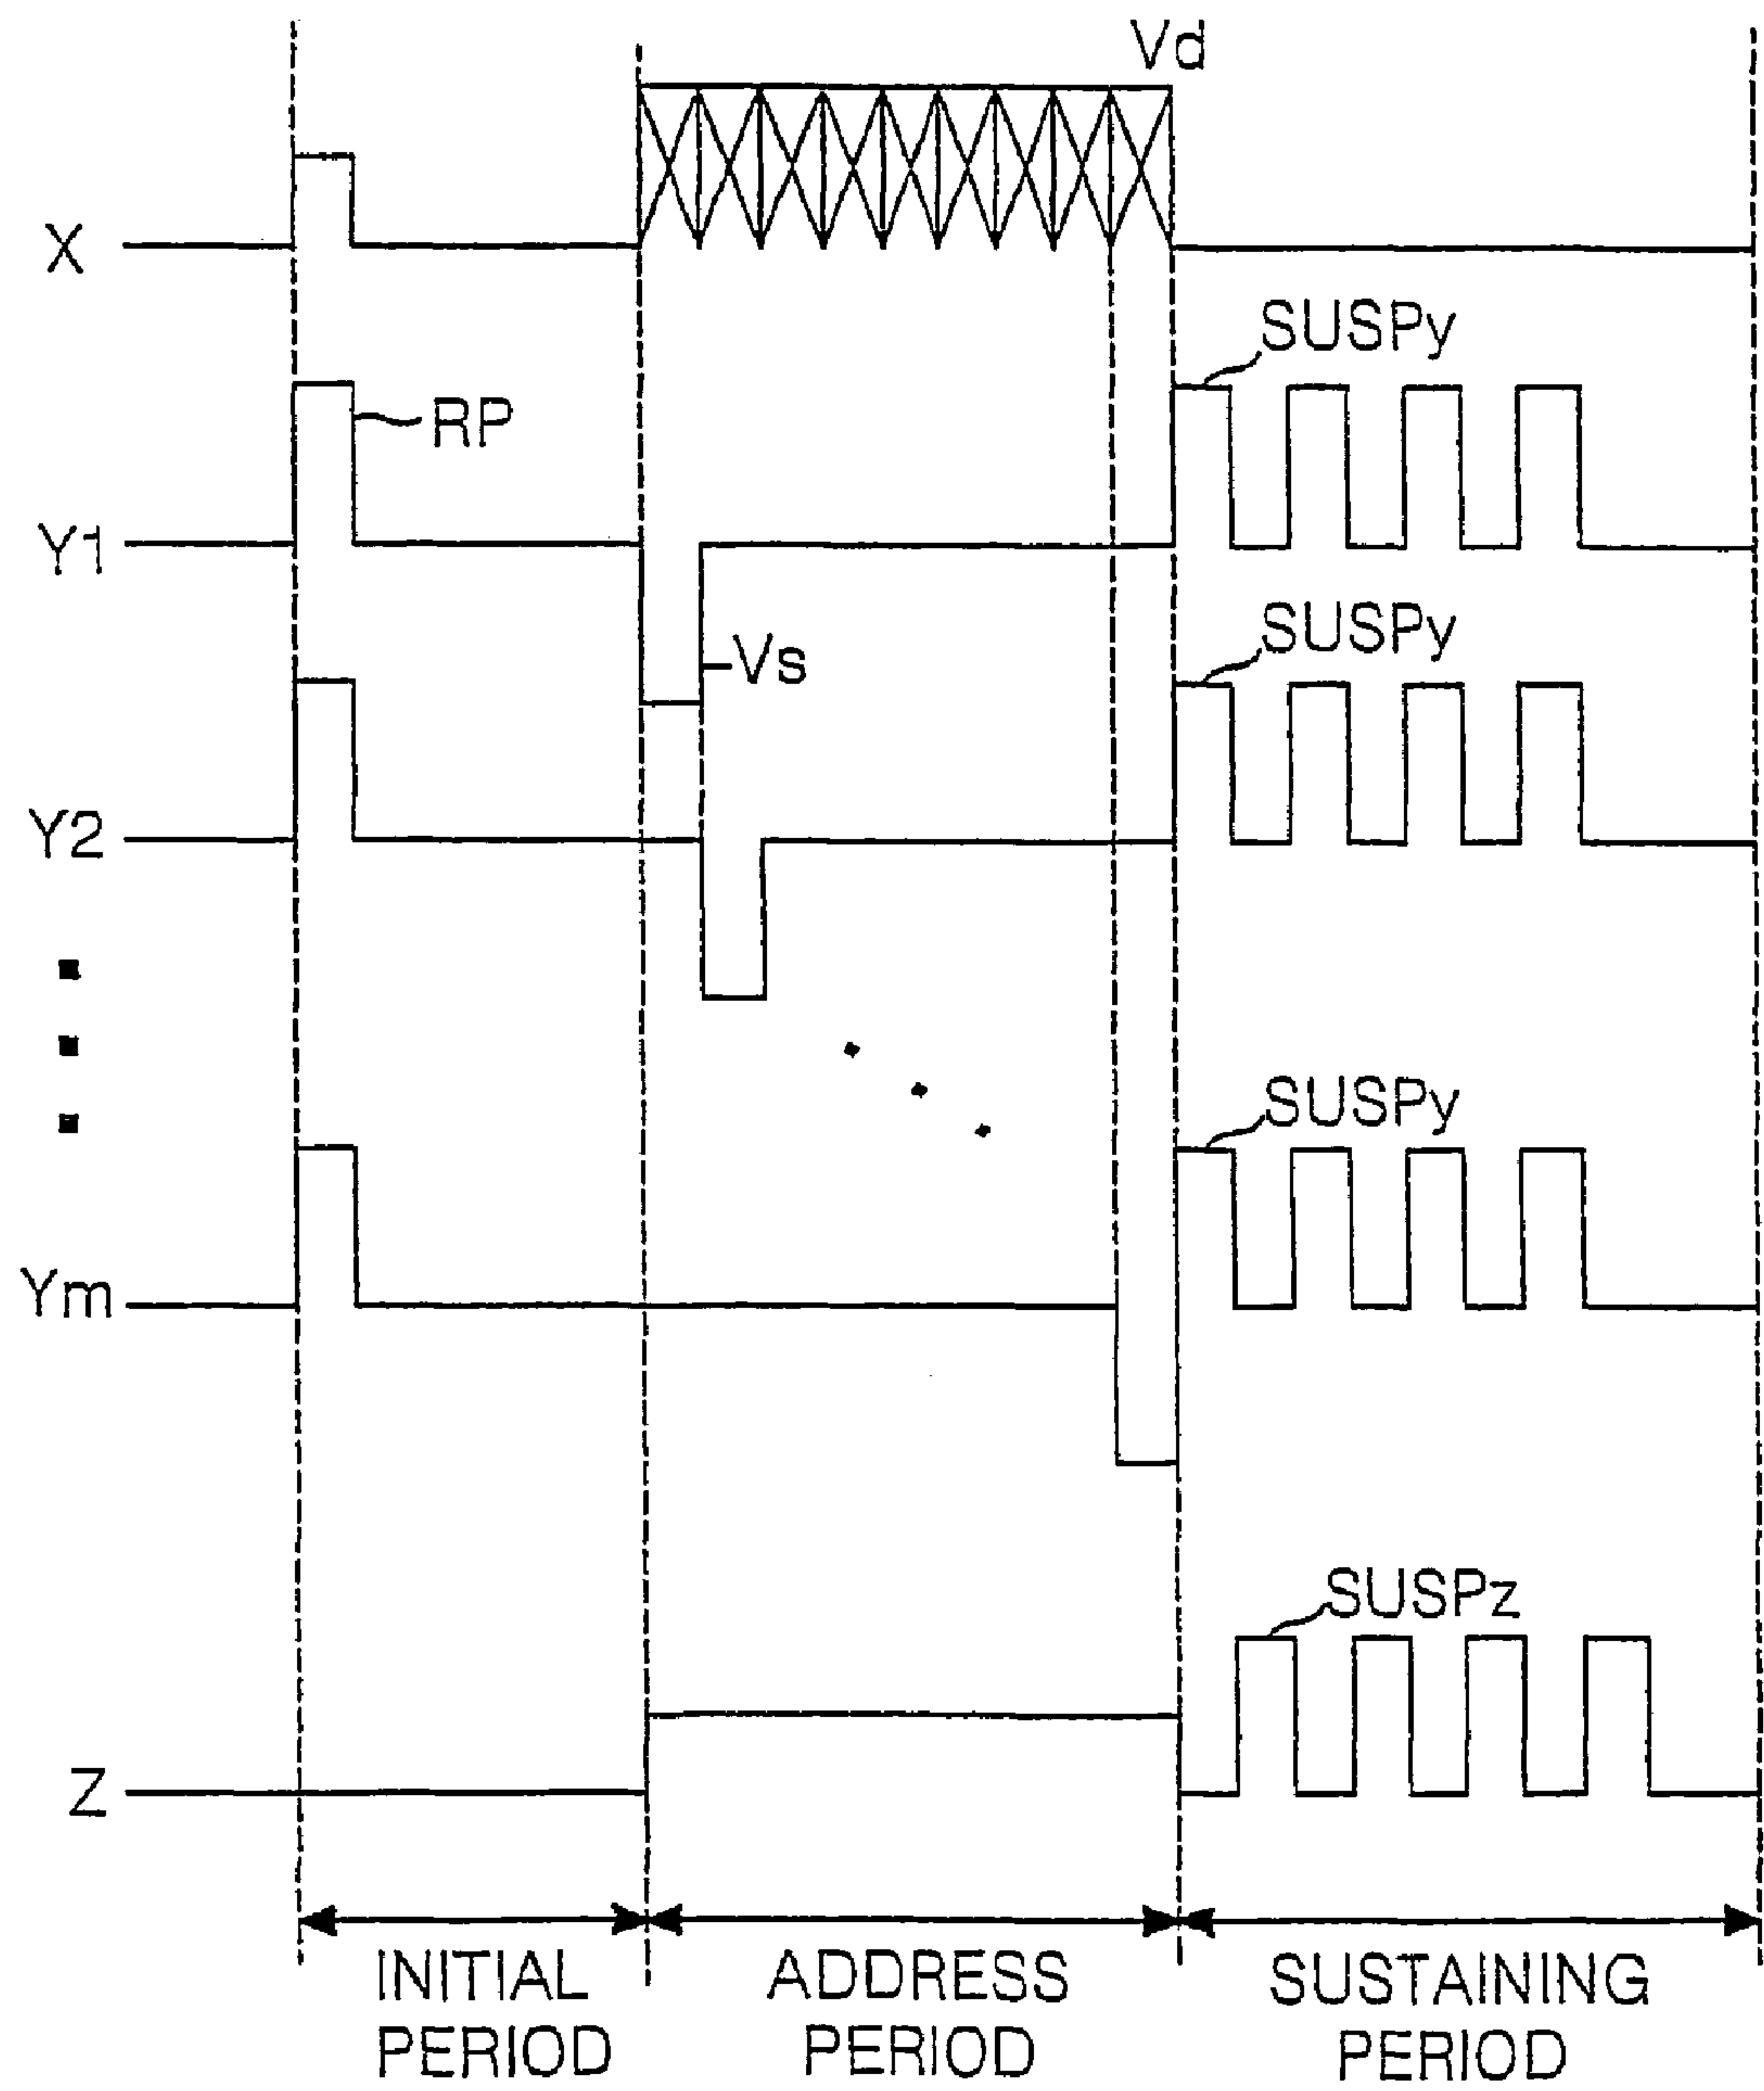 Vd
X
SUSPy
RP
Y1
SUSPy
Vs
Y2
SUSPy
Ym
SUSPz
Z
INITIAL
PERIOD
ADDRESS
PERIOD
SUSTAINING
PERIOD